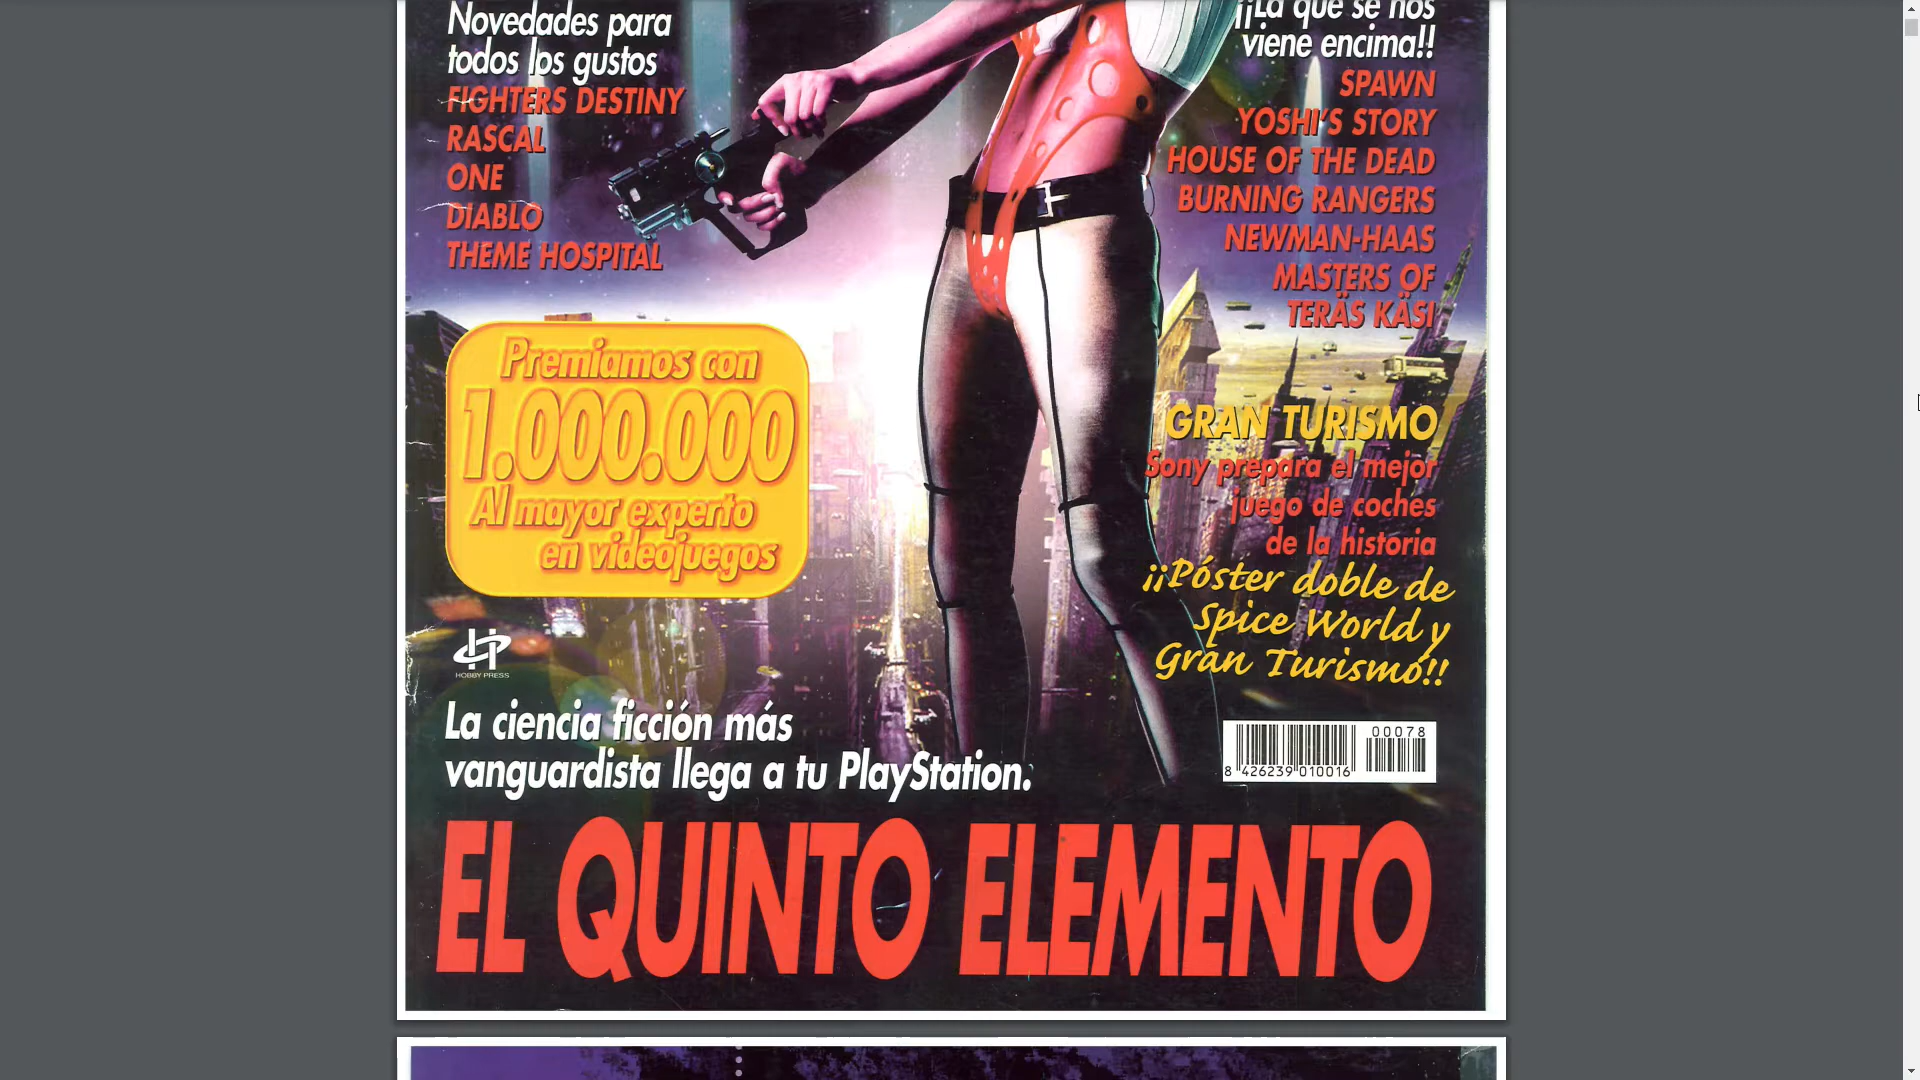 Novedades para
todos los gustos
FIGHTERS DESTINY
RASCAL
ONE
DIABLO
THEME HOSPITAL
¡¡La que se nos
viene encima!!
SPAWN
YOSHI'S STORY
HOUSE OF THE DEAD
BURNING RANGERS
NEWMAN-HAAS
MASTERS OF
TERÄS KÄSI
Premiamos con
1.000.000
Al mayor experto
en videojuegos
GRAN TURISMO
Sony prepara el mejor
juego de coches
de la historia
¡¡Póster doble de
Spice World y
Gran Turismo!!
HOBBY PRESS
La ciencia ficción más
vanguardista llega a tu PlayStation.
00078
8 426239 010016
EL QUINTO ELEMENTO